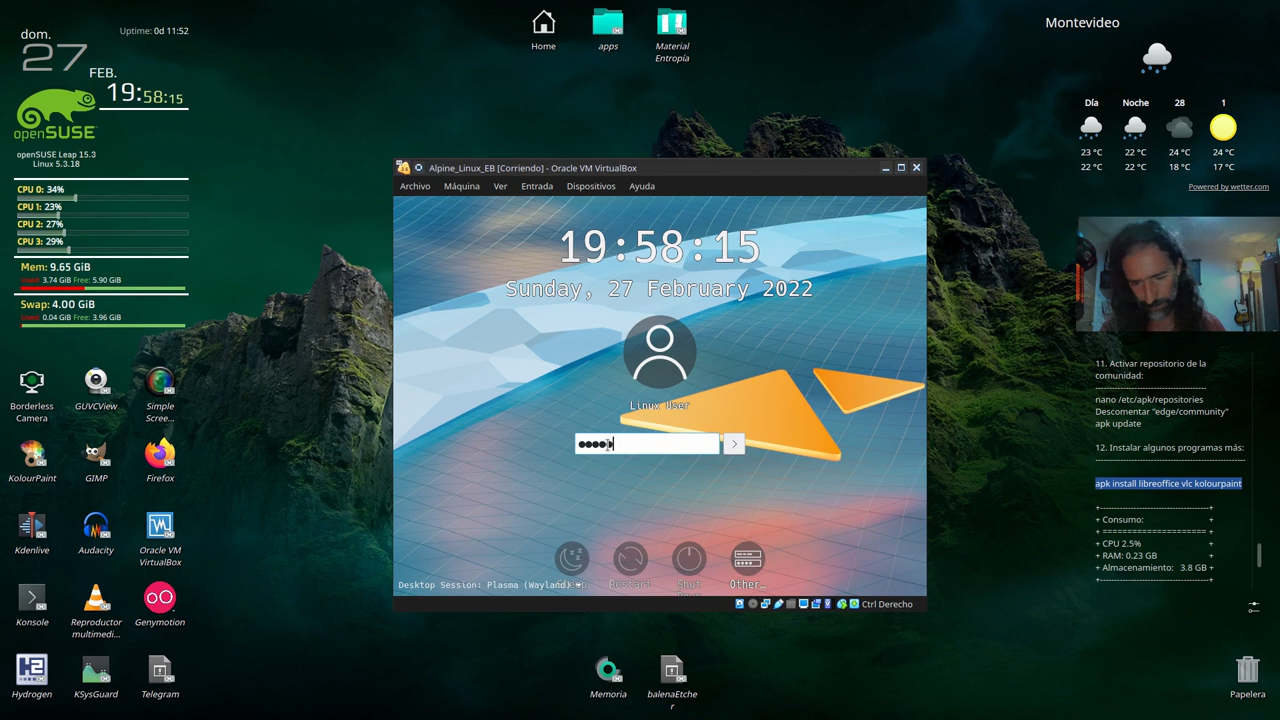 dom.
27
FEB.
19:58:15
Uptime: 0d 11:52
openSUSE
openSUSE Leap 15.3
Linux 5.3.18
CPU 0: 34%
CPU 1: 23%
CPU 2: 27%
CPU 3: 29%
Mem: 9.65 GiB
Used: 3.74 GiB Free: 5.90 GiB
Swap: 4.00 GiB
Used: 0.04 GiB Free: 3.96 GiB
Borderless
Camera
GUVCView
Simple
Scree...
KolourPaint
GIMP
Firefox
Kdenlive
Audacity
Oracle VM
VirtualBox
Konsole
Reproductor
multimedi...
Genymotion
Hydrogen
KSysGuard
Telegram
Home
apps
Material
Entropía
Alpine_Linux_EB [Corriendo] - Oracle VM VirtualBox
Archivo Máquina Ver Entrada Dispositivos Ayuda
19:58:15
Sunday, 27 February 2022
Linux User
Restart
Shut
Other...
Desktop Session: Plasma (Wayland)
Ctrl Derecho
Memoria
balenaEtche
r
Montevideo
Día Noche 28 1
23 °C 22 °C 24 °C 24 °C
22 °C 22 °C 18 °C 17 °C
Powered by wetter.com
11. Activar repositorio de la
comunidad:
-----------------------------------
nano /etc/apk/repositories
Descomentar "edge/community"
apk update
12. Instalar algunos programas más:
-----------------------------------------------
apk install libreoffice vlc kolourpaint
+-----------------------------------+
+ Consumo: +
+ ====================== +
+ CPU 2.5% +
+ RAM: 0.23 GB +
+ Almacenamiento: 3.8 GB +
+-----------------------------------+
Papelera